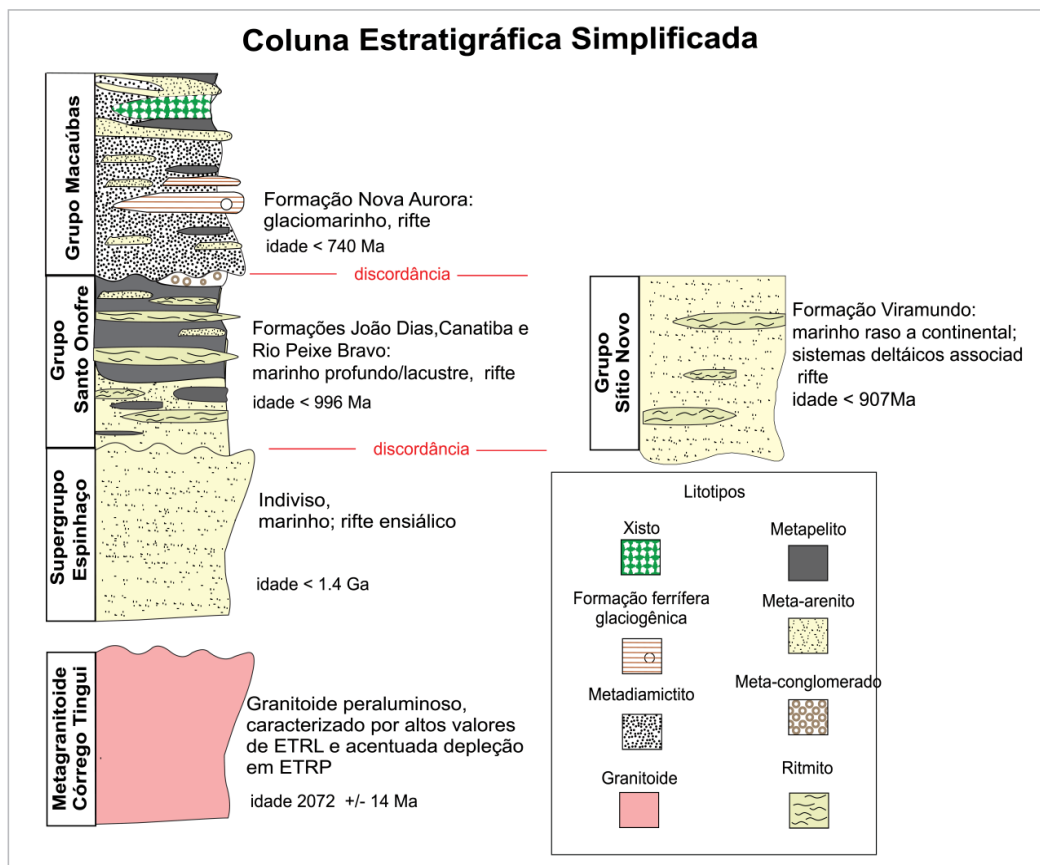 Coluna Estratigráfica Simplificada
Grupo Macaúbas
Formação Nova Aurora:
glaciomarinho, rifte
idade < 740 Ma
discordância
Grupo
Santo Onofre
Formações João Dias,Canatiba e
Rio Peixe Bravo:
marinho profundo/lacustre, rifte
idade < 996 Ma
discordância
Grupo
Sítio Novo
Formação Viramundo:
marinho raso a continental;
sistemas deltáicos associad
rifte
idade < 907Ma
Supergrupo
Espinhaço
Indiviso,
marinho; rifte ensiálico
idade < 1.4 Ga
Metagranitoide
Córrego Tingui
Granitoide peraluminoso,
caracterizado por altos valores
de ETRL e acentuada depleção
em ETRP
idade 2072 +/- 14 Ma
Litotipos
Xisto
Metapelito
Formação ferrífera
glaciogênica
Meta-arenito
Metadiamictito
Meta-conglomerado
Granitoide
Ritmito